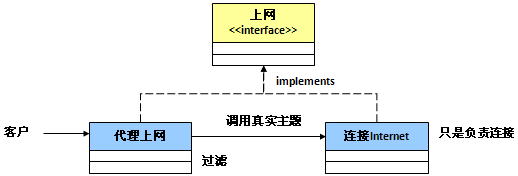 上网
<<interface>>
implements
客户
代理上网
调用真实主题
连接Internet
只是负责连接
过滤